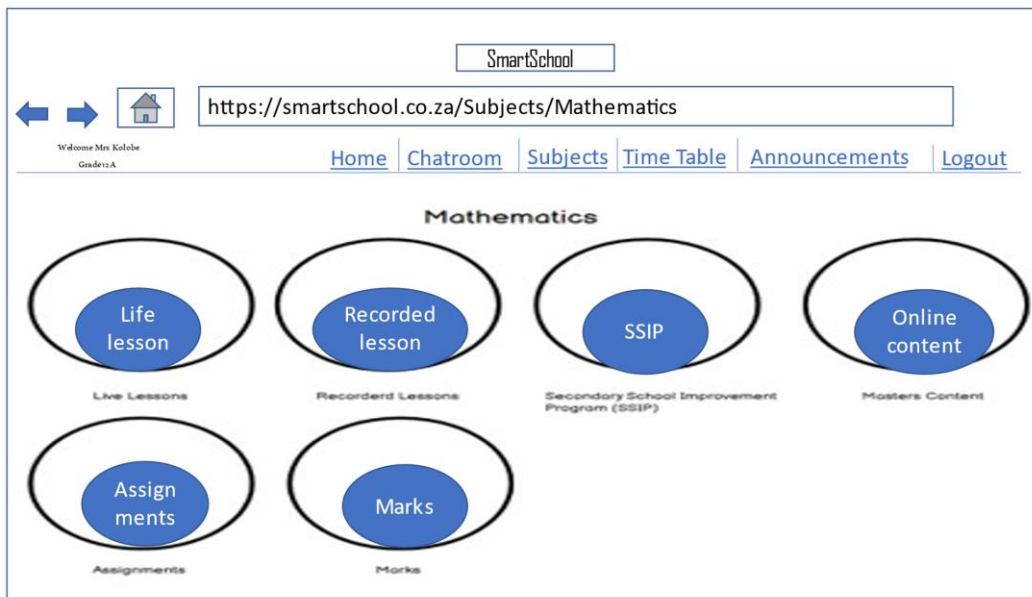 SmartSchool
https://smartschool.co.za/Subjects/Mathematics
Welcome Mrs Kolobe
Grade12A
Home Chatroom Subjects Time Table Announcements Logout
Mathematics
Life
lesson
Recorded
lesson
SSIP
Online
content
Live Lessons
Recorderd Lessons
Secondary School Improvement
Program (SSIP)
Masters Content
Assign
ments
Marks
Assignments
Marks